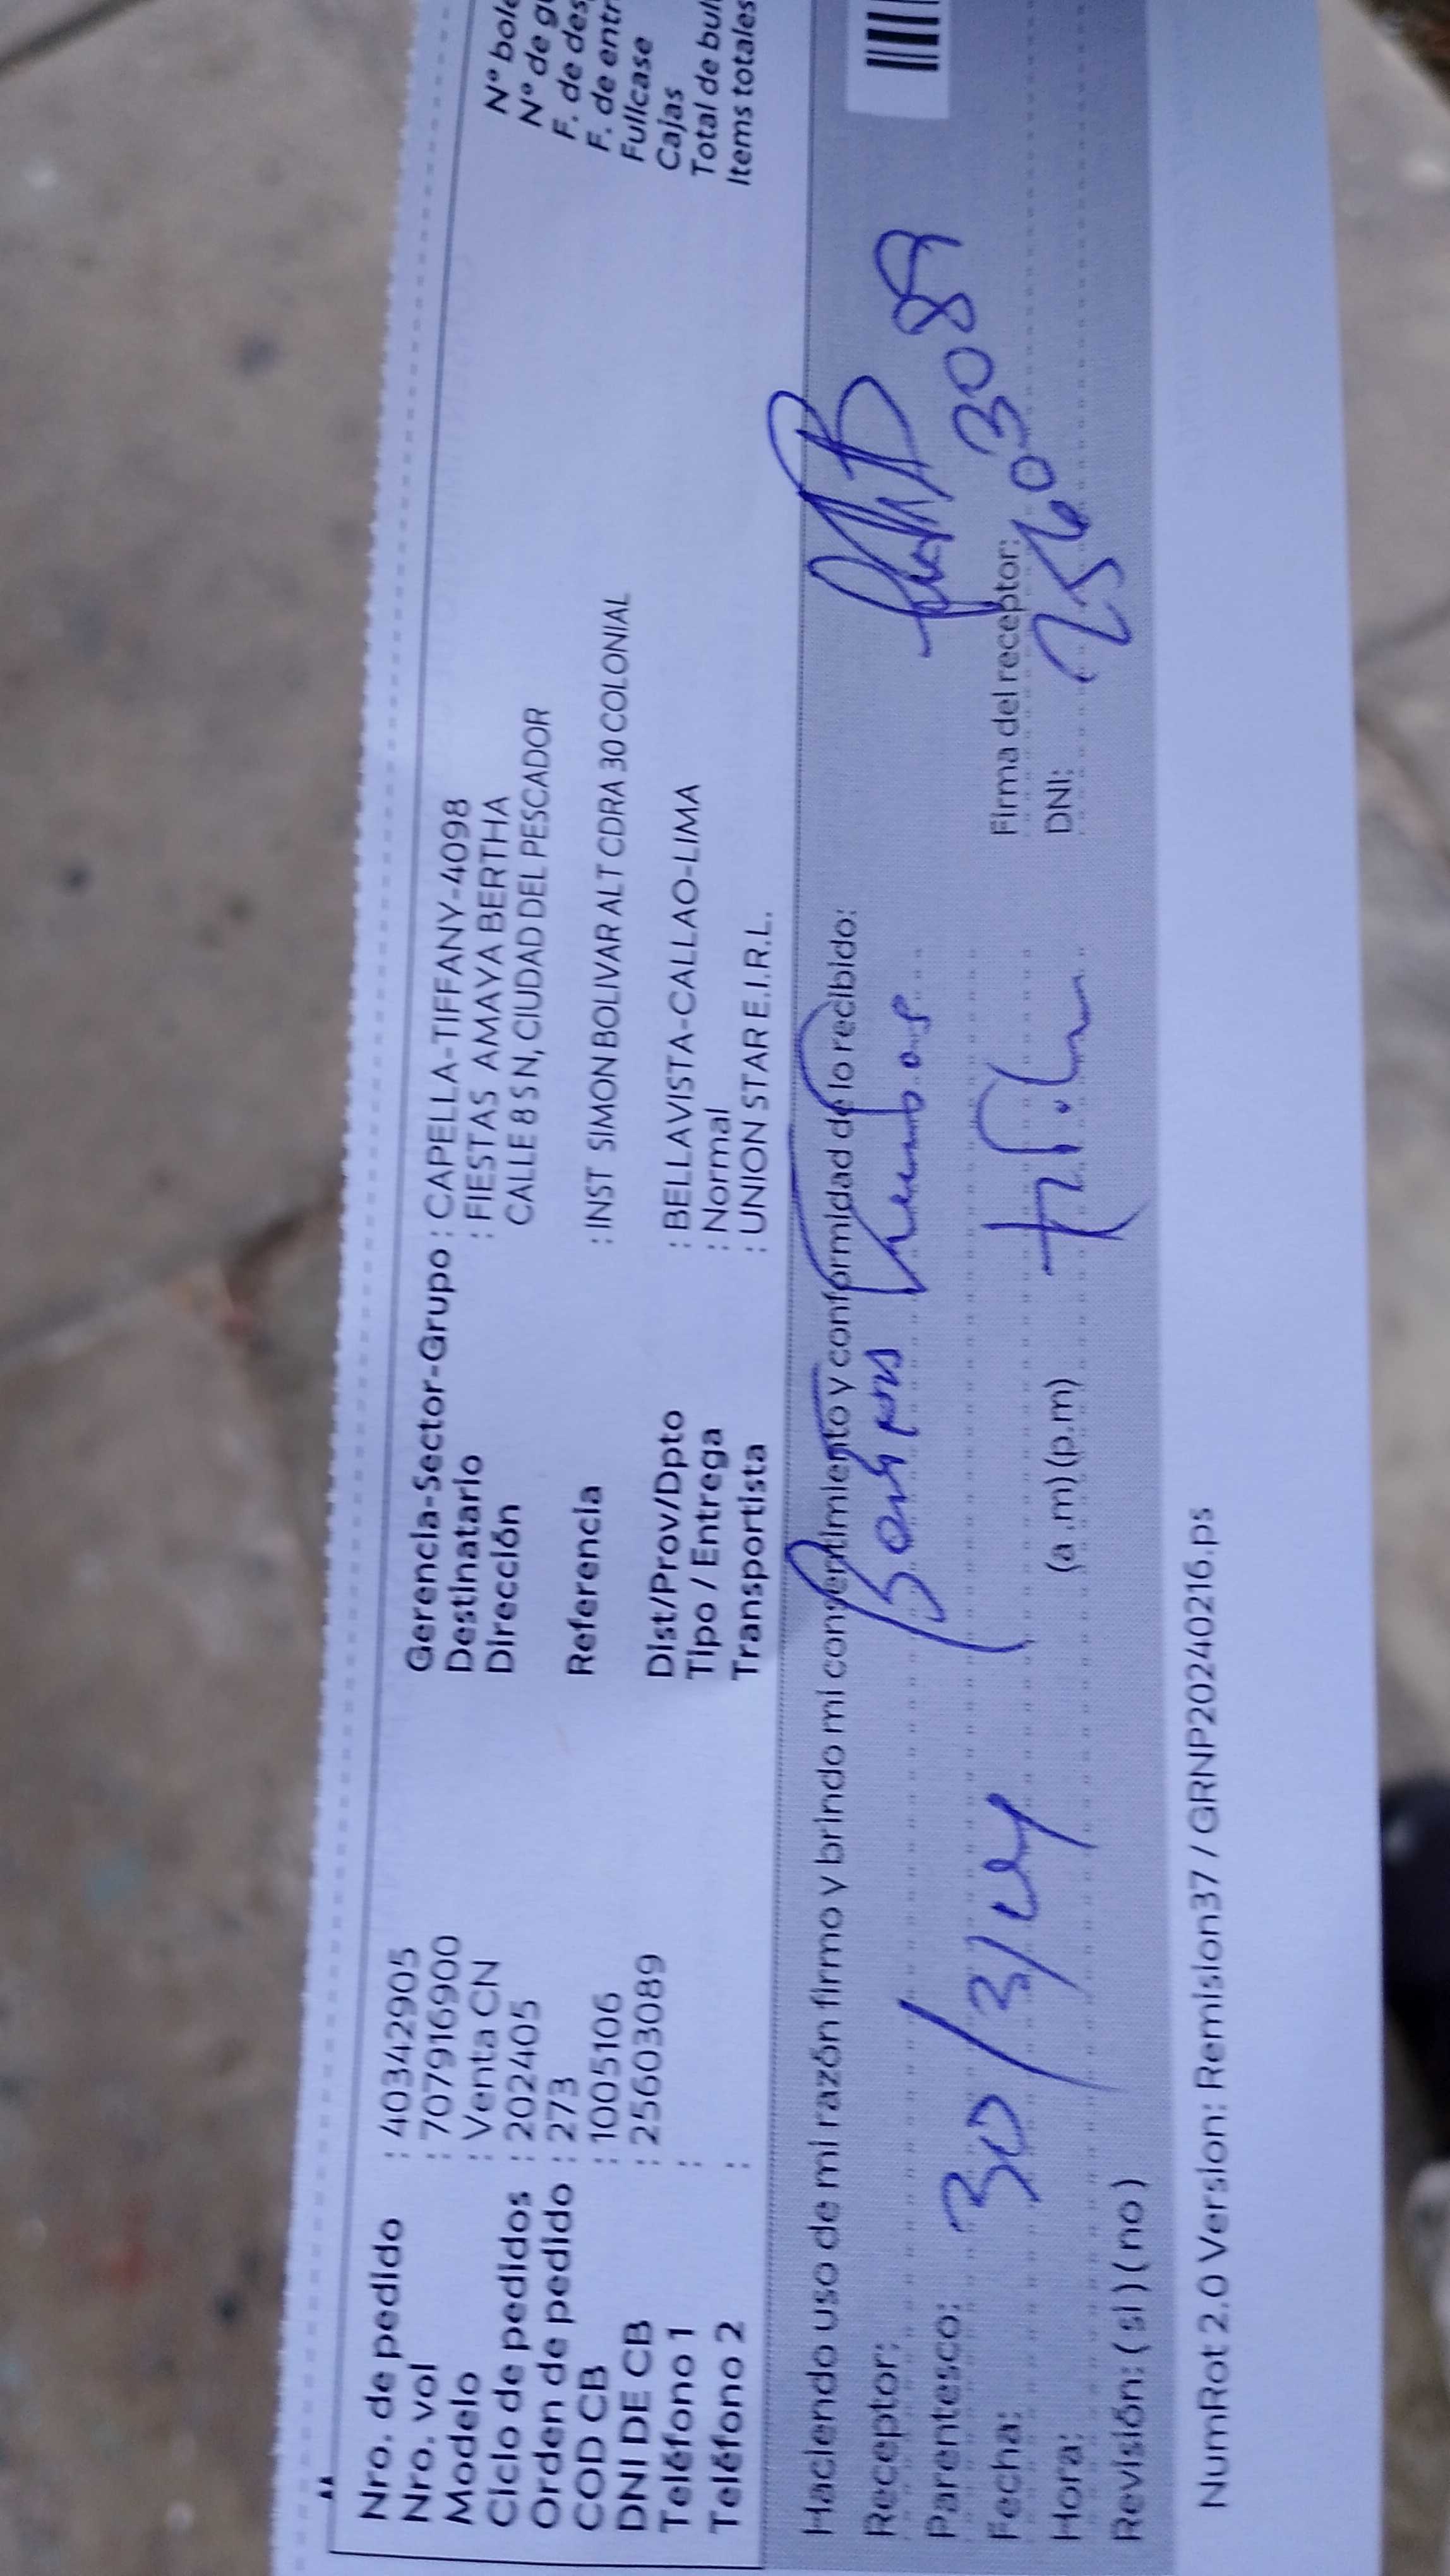 Nro. de pedido : 40342905
Nro. vol : 707916900
Modelo : Venta CN
Ciclo de pedidos : 202405
Orden de pedido : 273
COD CB : 1005106
DNI DE CB : 25603089
Teléfono 1 :
Teléfono 2 :
Gerencia-Sector-Grupo : CAPELLA-TIFFANY-4098
Destinatario : FIESTAS AMAYA BERTHA
Dirección CALLE 8 S N, CIUDAD DEL PESCADOR
Referencia : INST SIMON BOLIVAR ALT CDRA 30 COLONIAL
Dist/Prov/Dpto : BELLAVISTA-CALLAO-LIMA
Tipo / Entrega : Normal
Transportista : UNION STAR E.I.R.L.
Nº bole
Nº de gu
F. de des
F. de entr
Fullcase
Cajas
Total de bul
Items totales
Haciendo uso de mi razón firmo y brindo mi consentimiento y conformidad de lo recibido:
Receptor:
Parentesco:
Fecha: 30/3/24
Hora: (a.m) (p.m)
Revisión: ( si ) ( no )
Firma del receptor:
DNI: 25603089
NumRot 2.0 Version: Remision37 / GRNP20240216.ps